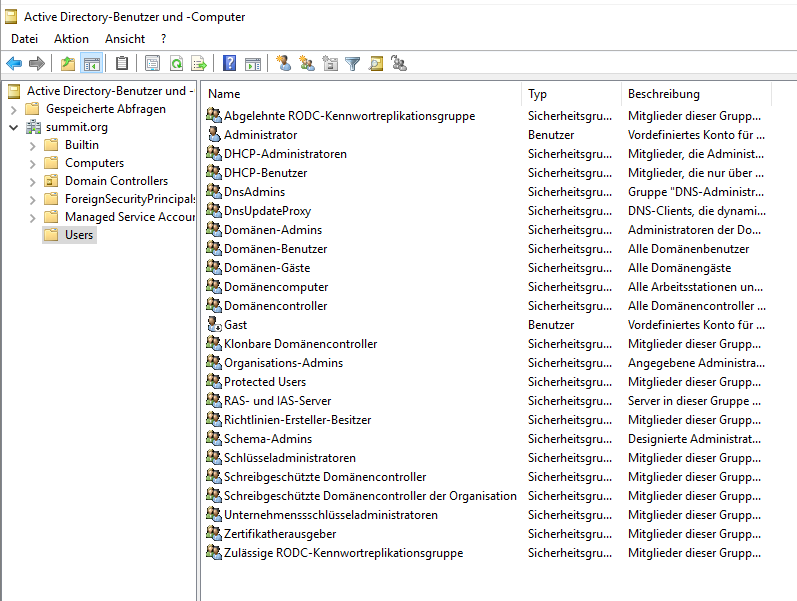 Active Directory-Benutzer und -Computer
Datei Aktion Ansicht ?
Active Directory-Benutzer und -
Gespeicherte Abfragen
summit.org
Builtin
Computers
Domain Controllers
ForeignSecurityPrincipals
Managed Service Accour
Users
Name Typ Beschreibung
Abgelehnte RODC-Kennwortreplikationsgruppe Sicherheitsgru... Mitglieder dieser Grupp...
Administrator Benutzer Vordefiniertes Konto für ...
DHCP-Administratoren Sicherheitsgru... Mitglieder, die Administ...
DHCP-Benutzer Sicherheitsgru... Mitglieder, die nur über ...
DnsAdmins Sicherheitsgru... Gruppe "DNS-Administr...
DnsUpdateProxy Sicherheitsgru... DNS-Clients, die dynami...
Domänen-Admins Sicherheitsgru... Administratoren der Do...
Domänen-Benutzer Sicherheitsgru... Alle Domänenbenutzer
Domänen-Gäste Sicherheitsgru... Alle Domänengäste
Domänencomputer Sicherheitsgru... Alle Arbeitsstationen un...
Domänencontroller Sicherheitsgru... Alle Domänencontroller ...
Gast Benutzer Vordefiniertes Konto für ...
Klonbare Domänencontroller Sicherheitsgru... Mitglieder dieser Grupp...
Organisations-Admins Sicherheitsgru... Angegebene Administra...
Protected Users Sicherheitsgru... Mitglieder dieser Grupp...
RAS- und IAS-Server Sicherheitsgru... Server in dieser Gruppe ...
Richtlinien-Ersteller-Besitzer Sicherheitsgru... Mitglieder dieser Grupp...
Schema-Admins Sicherheitsgru... Designierte Administrat...
Schlüsseladministratoren Sicherheitsgru... Mitglieder dieser Grupp...
Schreibgeschützte Domänencontroller Sicherheitsgru... Mitglieder dieser Grupp...
Schreibgeschützte Domänencontroller der Organisation Sicherheitsgru... Mitglieder dieser Grupp...
Unternehmenssschlüsseladministratoren Sicherheitsgru... Mitglieder dieser Grupp...
Zertifikatherausgeber Sicherheitsgru... Mitglieder dieser Grupp...
Zulässige RODC-Kennwortreplikationsgruppe Sicherheitsgru... Mitglieder dieser Grupp...